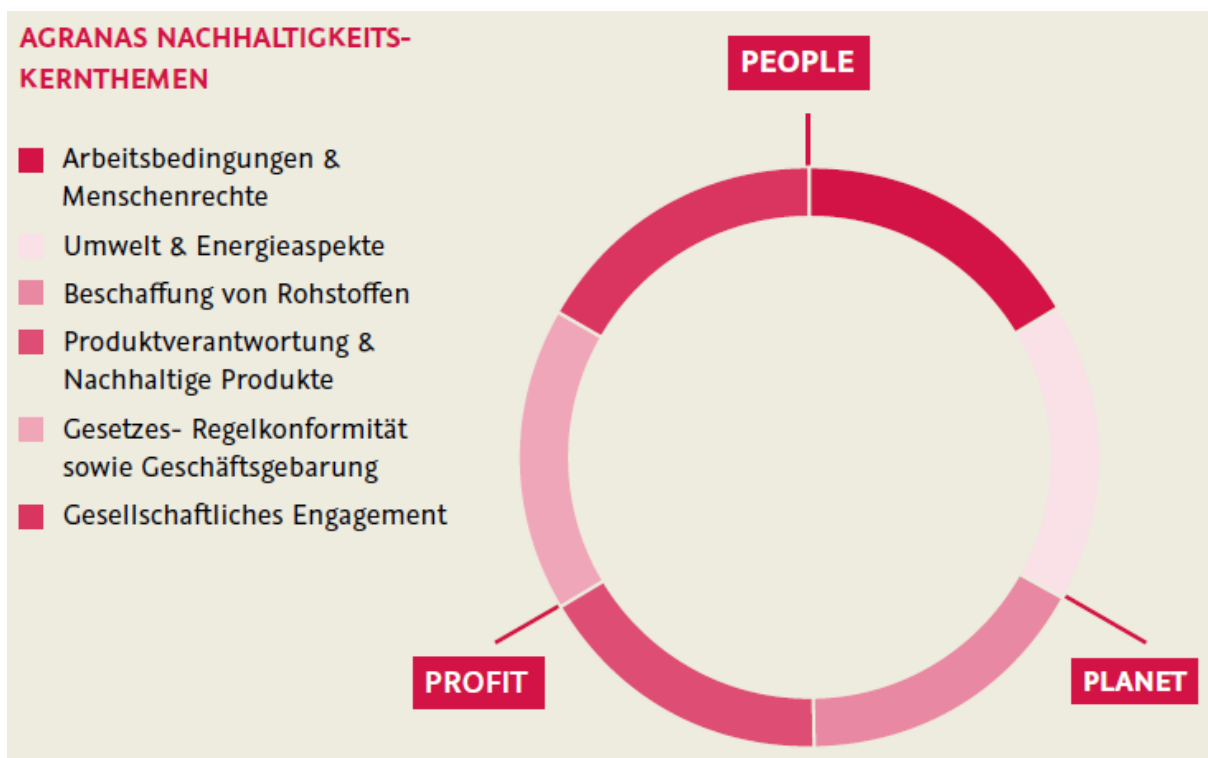 AGRANAS NACHHALTIGKEITS-
KERNTHEMEN
Arbeitsbedingungen &
Menschenrechte
Umwelt & Energieaspekte
Beschaffung von Rohstoffen
Produktverantwortung &
Nachhaltige Produkte
Gesetzes- Regelkonformität
sowie Geschäftsgebarung
Gesellschaftliches Engagement
PEOPLE
PROFIT
PLANET